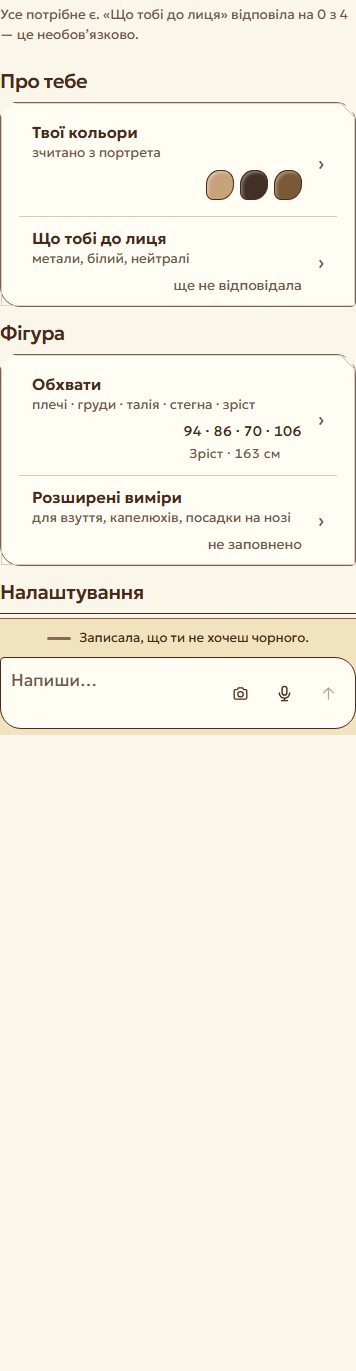 Усе потрібне є. «Що тобі до лиця» відповіла на 0 з 4
— це необов’язково.
Про тебе
Твої кольори
зчитано з портрета
Що тобі до лиця
метали, білий, нейтралі
ще не відповідала
Фігура
Обхвати
плечі · груди · талія · стегна · зріст
94 · 86 · 70 · 106
Зріст · 163 см
Розширені виміри
для взуття, капелюхів, посадки на нозі
не заповнено
Налаштування
Записала, що ти не хочеш чорного.
Напиши…